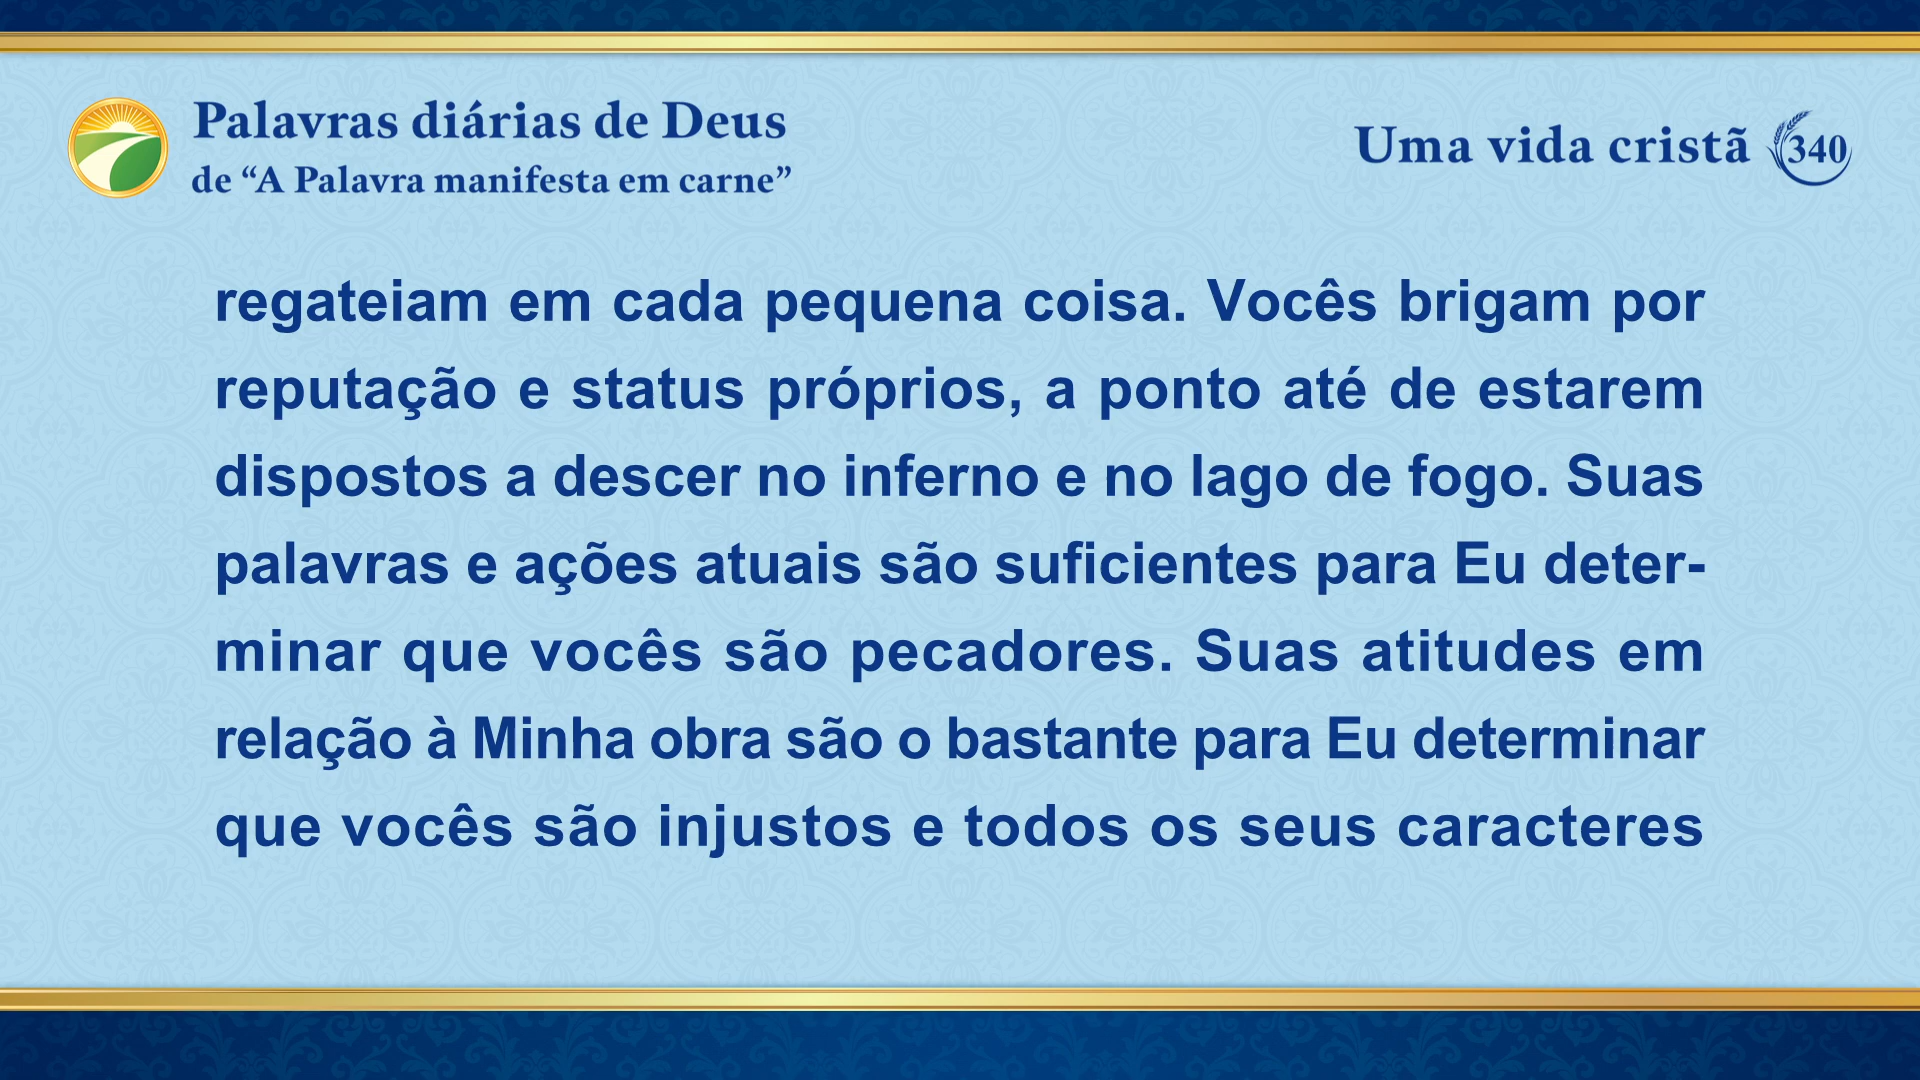 Palavras diárias de Deus
de “A Palavra manifesta em carne”
Uma vida cristã 340
regateiam em cada pequena coisa. Vocês brigam por
reputação e status próprios, a ponto até de estarem
dispostos a descer no inferno e no lago de fogo. Suas
palavras e ações atuais são suficientes para Eu deter-
minar que vocês são pecadores. Suas atitudes em
relação à Minha obra são o bastante para Eu determinar
que vocês são injustos e todos os seus caracteres